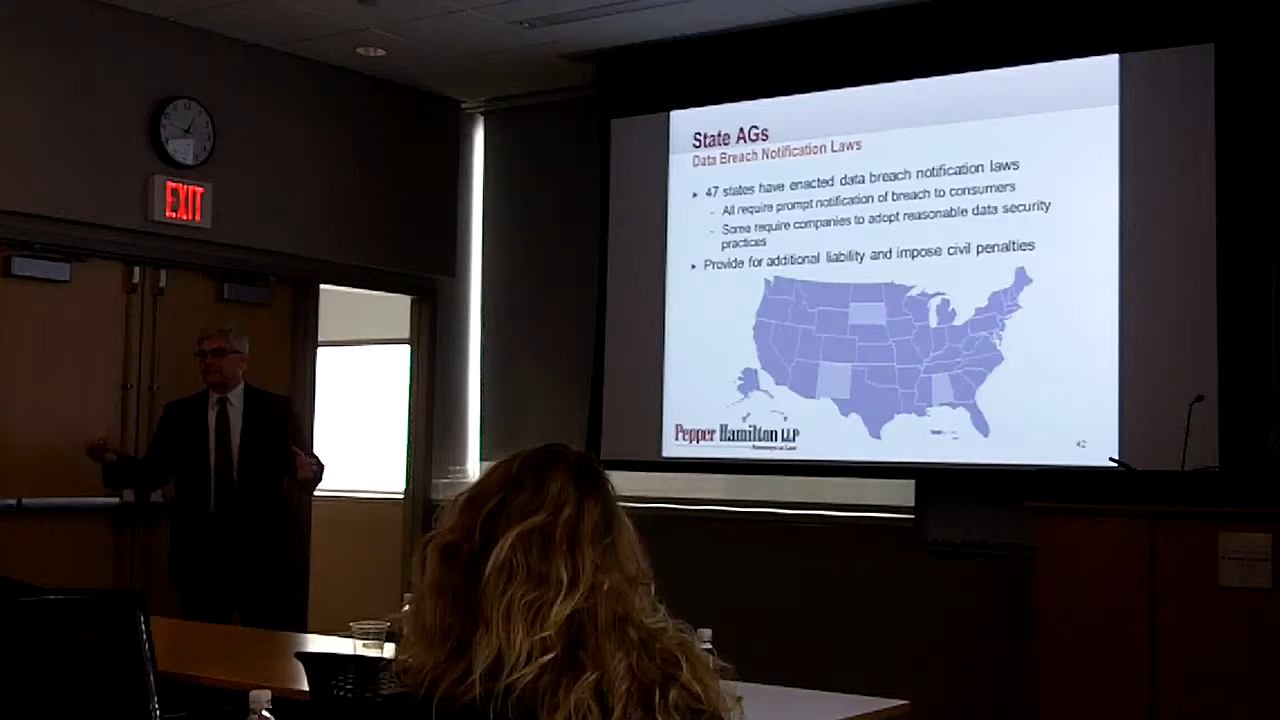 EXIT
State AGs
Data Breach Notification Laws
47 states have enacted data breach notification laws
- All require prompt notification of breach to consumers
- Some require companies to adopt reasonable data security
practices
Provide for additional liability and impose civil penalties
Pepper Hamilton LLP
Attorneys at Law
42